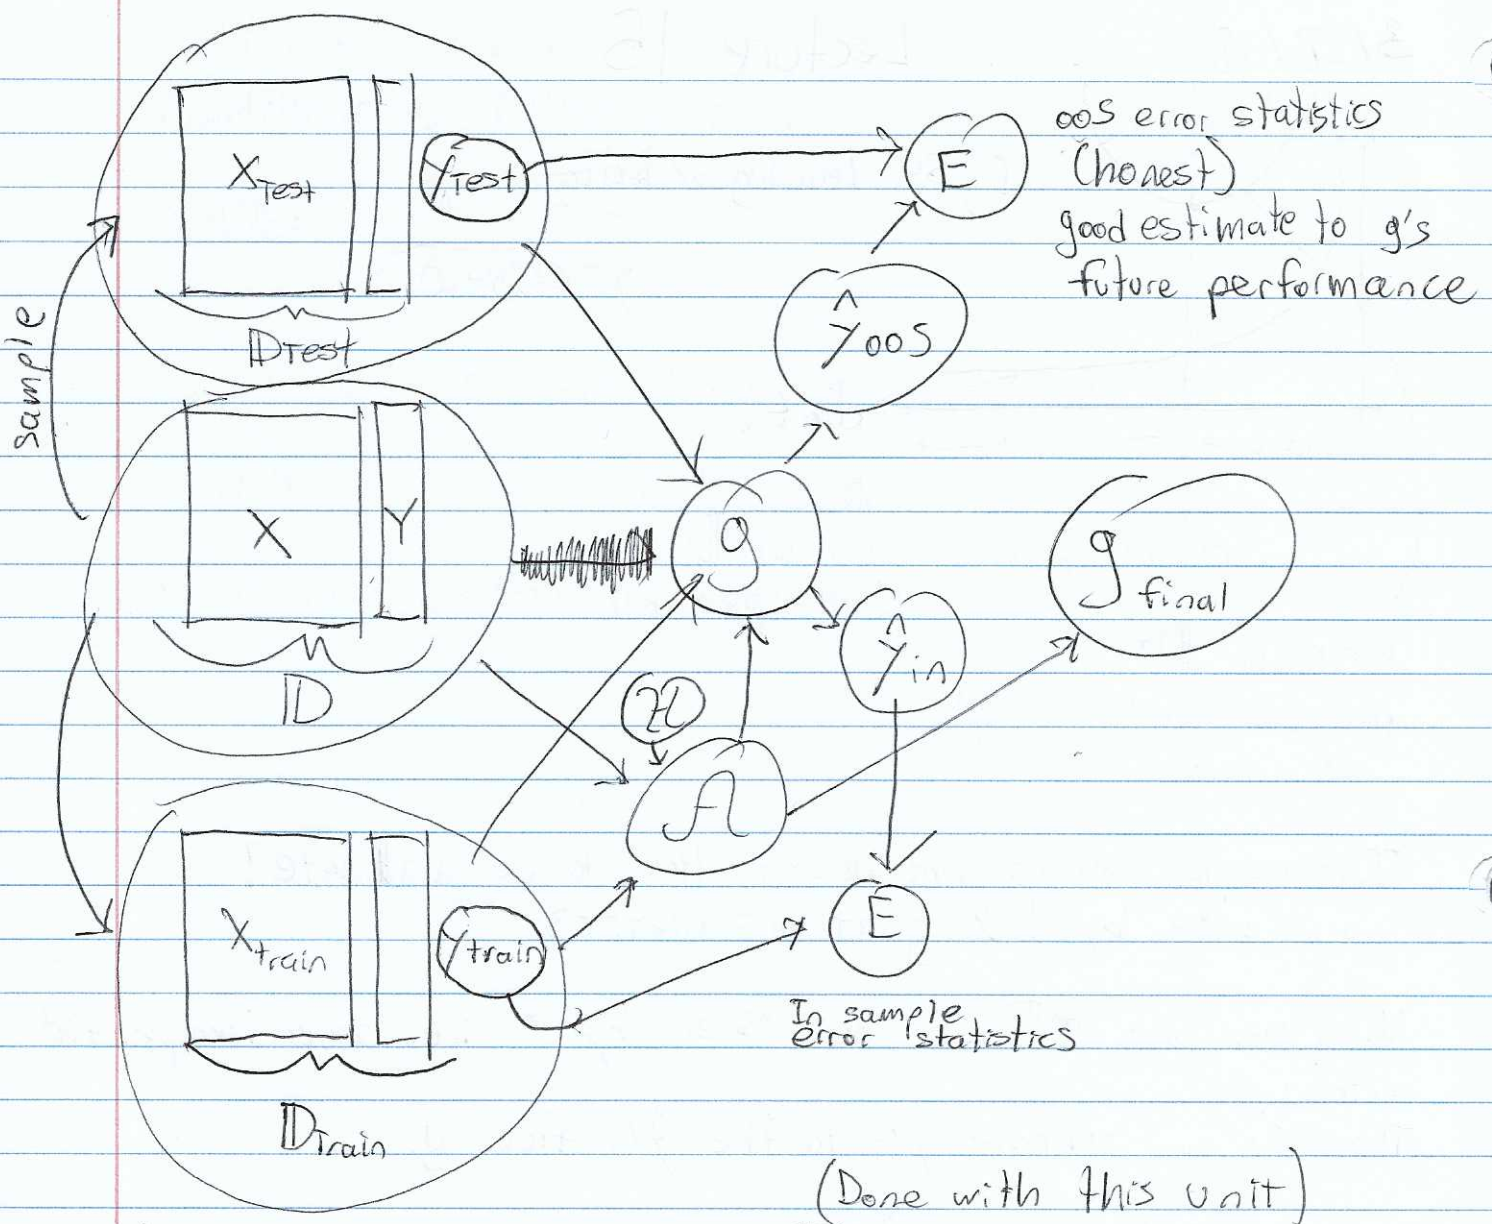 X_Test
Y_Test
𝔻_Test
sample
E
oos error statistics
(honest)
good estimate to g's
future performance
ŷ_oos
X
Y
𝔻
g
g_final
ŷ_in
𝓗
𝒜
X_train
Y_train
𝔻_Train
E
In sample
error statistics
(Done with this unit)